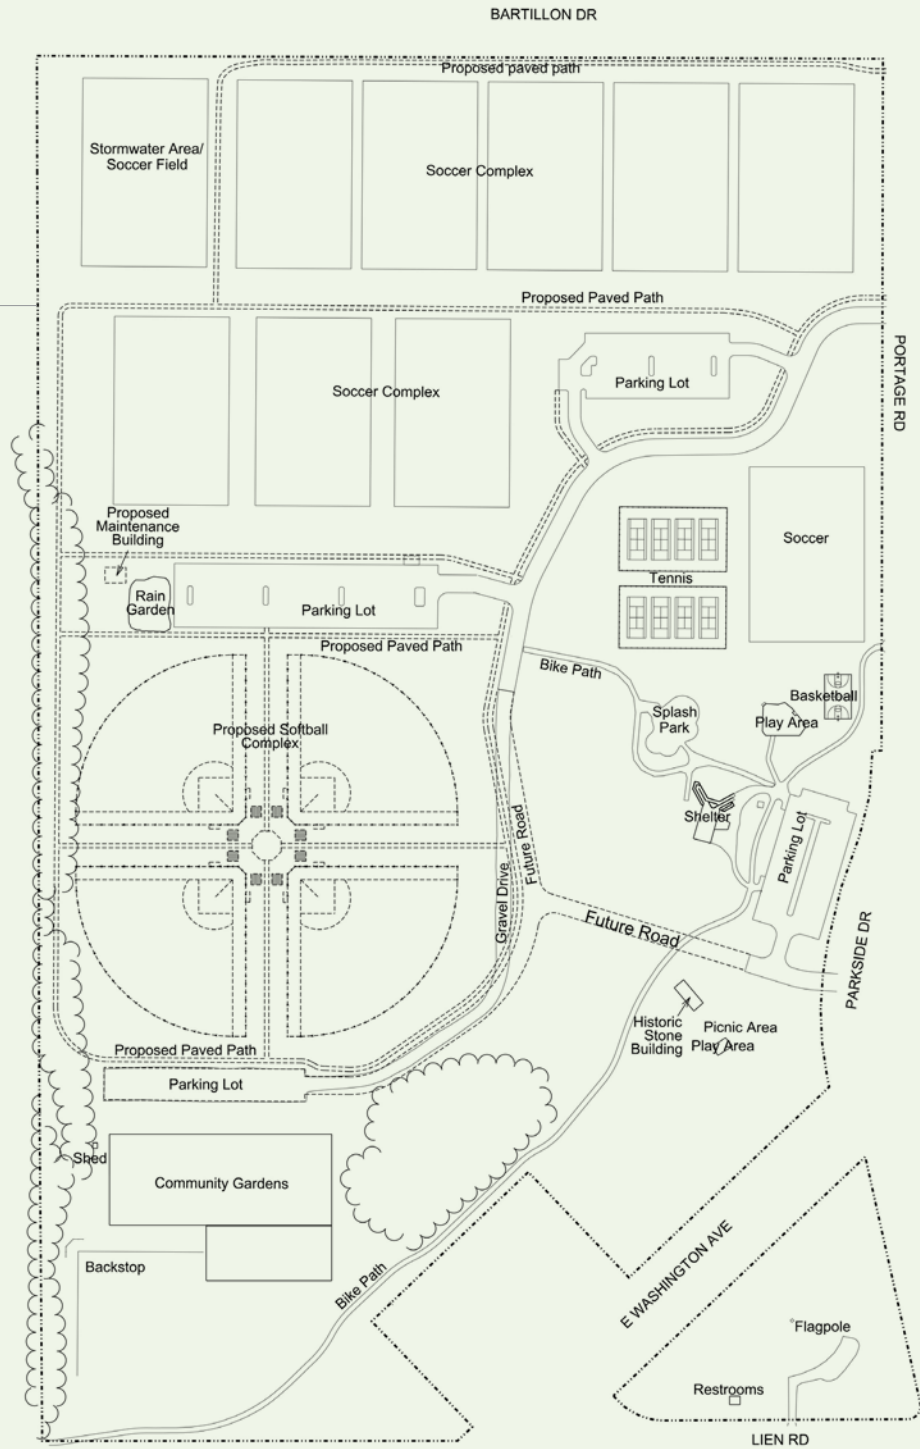 BARTILLON DR
Proposed paved path
Stormwater Area/
Soccer Field
Soccer Complex
Proposed Paved Path
PORTAGE RD
Parking Lot
Soccer Complex
Proposed
Maintenance
Building
Soccer
Tennis
Rain
Garden
Parking Lot
Proposed Paved Path
Bike Path
Basketball
Splash
Park
Play Area
Proposed Softball
Complex
Shelter
Parking Lot
Future Road
Gravel Drive
Future Road
PARKSIDE DR
Historic
Stone
Building
Picnic Area
Play Area
Proposed Paved Path
Parking Lot
Shed
Community Gardens
Backstop
Bike Path
E WASHINGTON AVE
Flagpole
Restrooms
LIEN RD